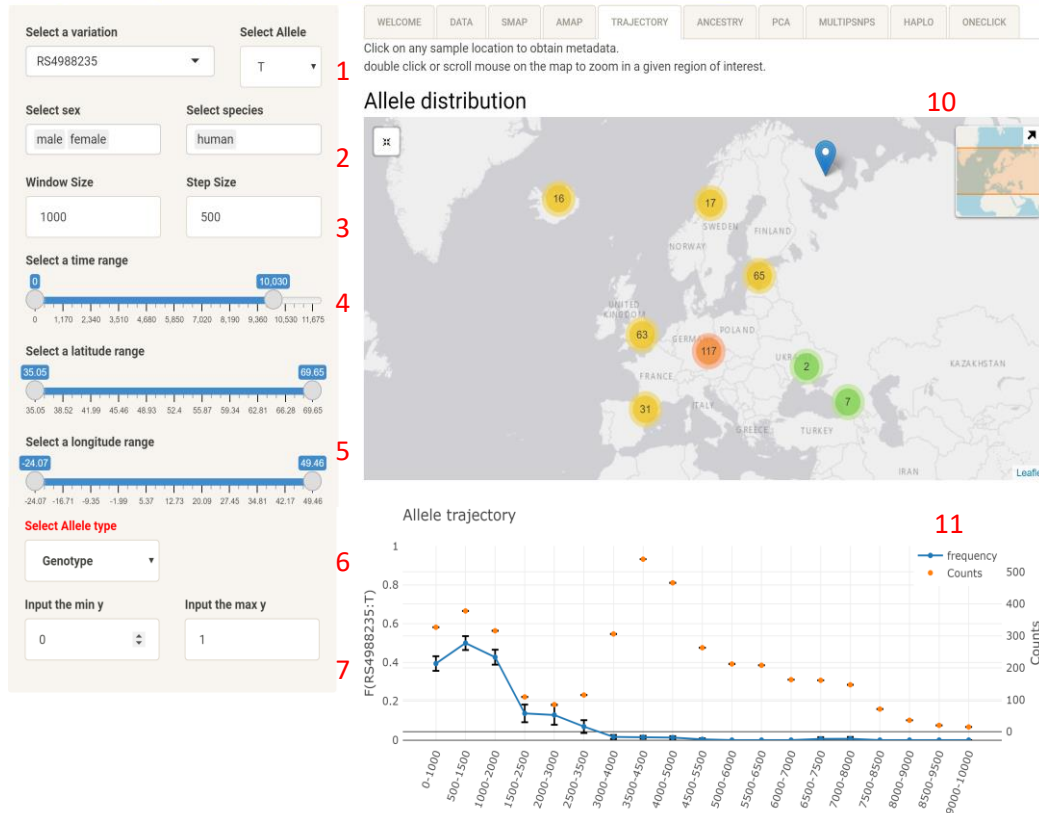 WELCOME DATA SMAP AMAP TRAJECTORY ANCESTRY PCA MULTIPSNPS HAPLO ONECLICK
Select a variation Select Allele
RS4988235 T
1
Select sex Select species
male female human
2
Window Size Step Size
1000 500
3
Select a time range
0 10,030
4
0 1,170 2,340 3,510 4,680 5,850 7,020 8,190 9,360 10,530 11,675
Select a latitude range
35.05 69.65
35.05 38.52 41.99 45.46 48.93 52.4 55.87 59.34 62.81 66.28 69.65
Select a longitude range
5
-24.07 49.46
-24.07 -16.71 -9.35 -1.99 5.37 12.73 20.09 27.45 34.81 42.17 49.46
Select Allele type
Genotype
6
Input the min y Input the max y
0 1
7
Click on any sample location to obtain metadata.
double click or scroll mouse on the map to zoom in a given region of interest.
Allele distribution
10
16
17
SWEDEN
FINLAND
NORWAY
65
UNITED
KINGDOM
63
GERMA
117
POLAND
UKR
2
KAZAKHSTAN
FRANCE
31
ITALY
7
GREECE
TURKEY
IRAN
Leafle
Allele trajectory
11
frequency
Counts
1
0.8
0.6
0.4
0.2
0
F(RS4988235:T)
500
400
300
200
100
0
Counts
0-1000
500-1500
1000-2000
1500-2500
2000-3000
2500-3500
3000-4000
3500-4500
4000-5000
4500-5500
5000-6000
5500-6500
6000-7000
6500-7500
7000-8000
7500-8500
8000-9000
8500-9500
9000-10000